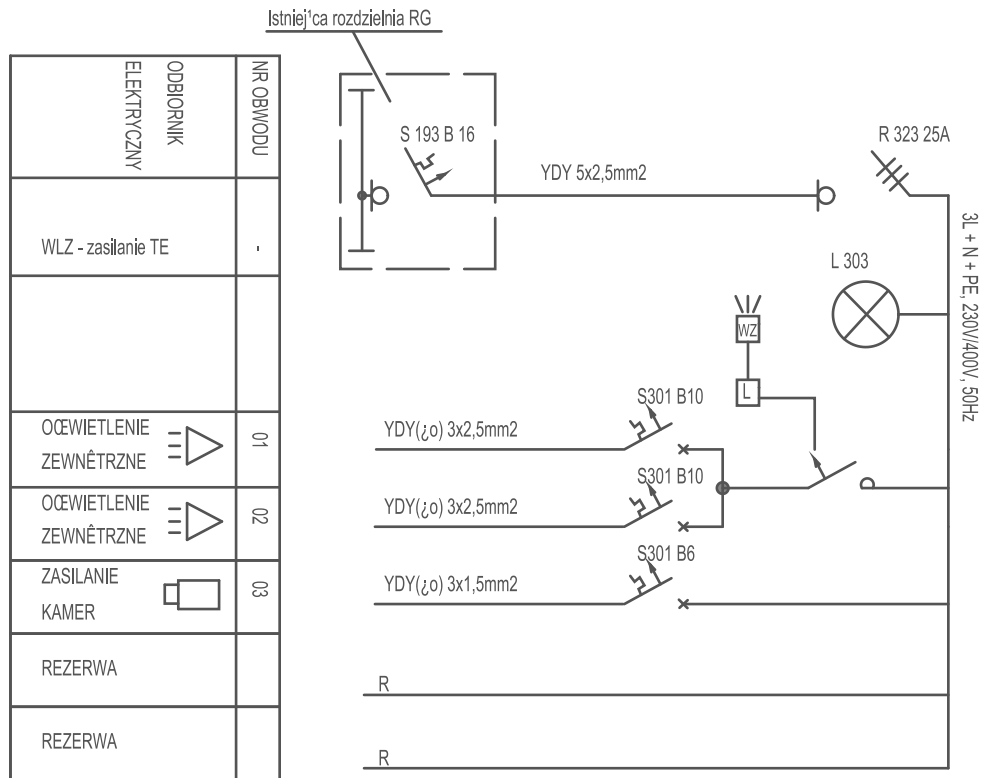 Istniej¹ca rozdzielnia RG
ODBIORNIK
ELEKTRYCZNY
NR OBWODU
S 193 B 16
YDY 5x2,5mm2
R 323 25A
3L + N + PE, 230V/400V, 50Hz
WLZ - zasilanie TE
-
L 303
WZ
L
OŒWIETLENIE
ZEWNÊTRZNE
01
YDY(¿o) 3x2,5mm2
S301 B10
OŒWIETLENIE
ZEWNÊTRZNE
02
YDY(¿o) 3x2,5mm2
S301 B10
ZASILANIE
KAMER
03
YDY(¿o) 3x1,5mm2
S301 B6
REZERWA
R
REZERWA
R